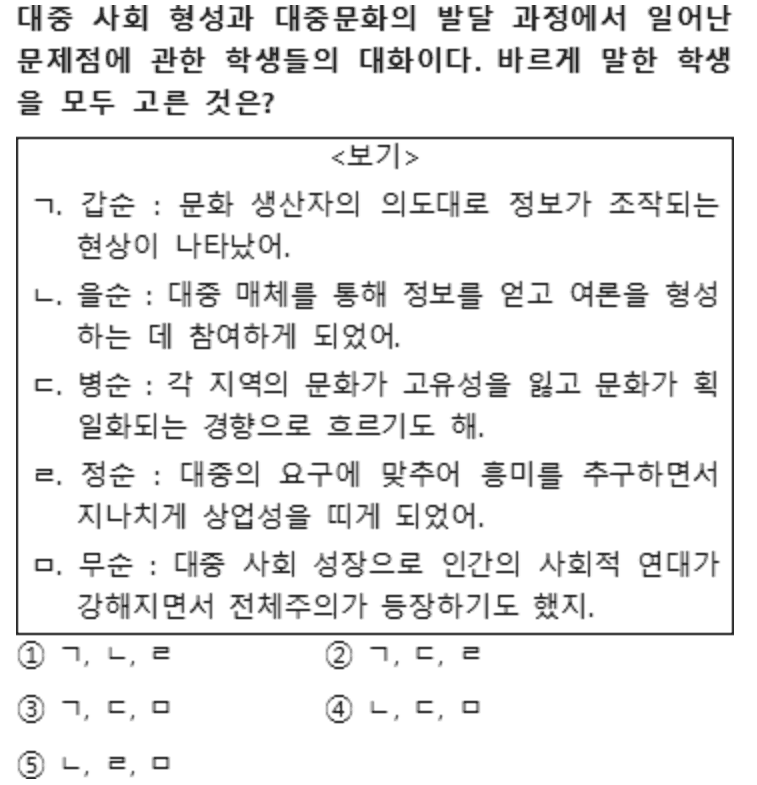 대중 사회 형성과 대중문화의 발달 과정에서 일어난
문제점에 관한 학생들의 대화이다. 바르게 말한 학생
을 모두 고른 것은?
<보기>
ㄱ. 갑순 : 문화 생산자의 의도대로 정보가 조작되는
현상이 나타났어.
ㄴ. 을순 : 대중 매체를 통해 정보를 얻고 여론을 형성
하는 데 참여하게 되었어.
ㄷ. 병순 : 각 지역의 문화가 고유성을 잃고 문화가 획
일화되는 경향으로 흐르기도 해.
ㄹ. 정순 : 대중의 요구에 맞추어 흥미를 추구하면서
지나치게 상업성을 띠게 되었어.
ㅁ. 무순 : 대중 사회 성장으로 인간의 사회적 연대가
강해지면서 전체주의가 등장하기도 했지.
① ㄱ, ㄴ, ㄹ ② ㄱ, ㄷ, ㄹ
③ ㄱ, ㄷ, ㅁ ④ ㄴ, ㄷ, ㅁ
⑤ ㄴ, ㄹ, ㅁ